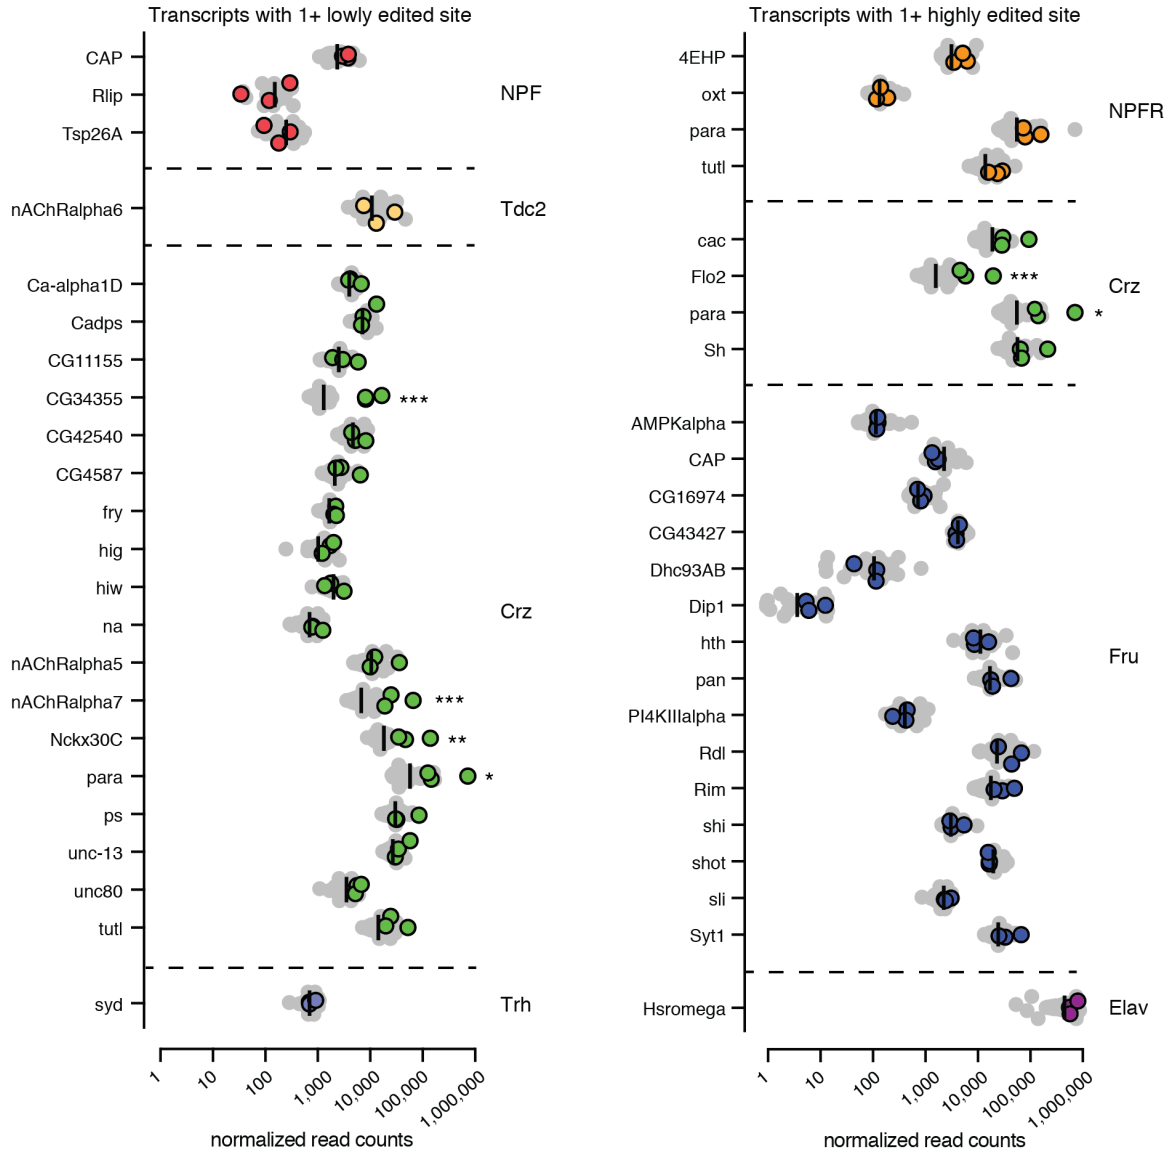 Transcripts with 1+ lowly edited site
CAP
Rlip
Tsp26A
NPF
nAChRalpha6
Tdc2
Ca-alpha1D
Cadps
CG11155
CG34355 ***
CG42540
CG4587
fry
hig
hiw
na
nAChRalpha5
nAChRalpha7 ***
Nckx30C **
para *
ps
unc-13
unc80
tutl
Crz
syd
Trh
1 10 100 1,000 10,000 100,000 1,000,000
normalized read counts
Transcripts with 1+ highly edited site
4EHP
oxt
para
tutl
NPFR
cac
Flo2 ***
para *
Sh
Crz
AMPKalpha
CAP
CG16974
CG43427
Dhc93AB
Dip1
hth
pan
PI4KIIIalpha
Rdl
Rim
shi
shot
sli
Syt1
Fru
Hsromega
Elav
1 10 100 1,000 10,000 100,000 1,000,000
normalized read counts